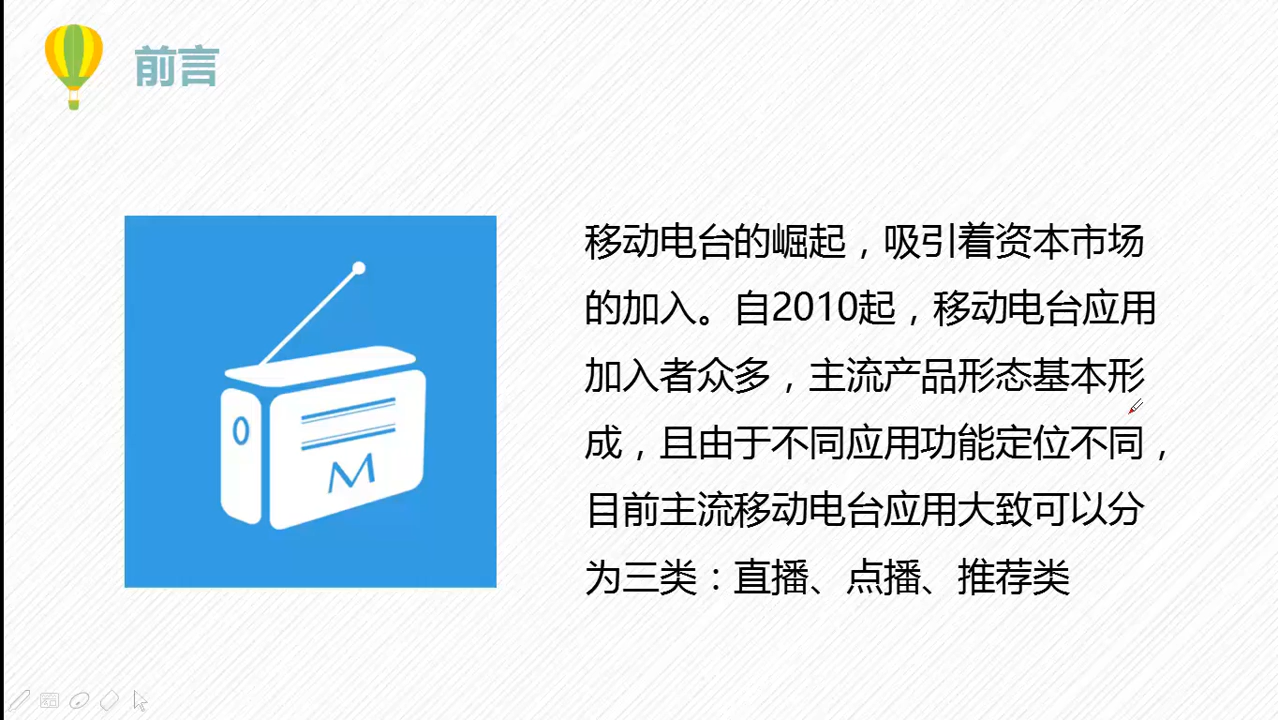 前言
移动电台的崛起，吸引着资本市场
的加入。自2010起，移动电台应用
加入者众多，主流产品形态基本形
成，且由于不同应用功能定位不同，
目前主流移动电台应用大致可以分
为三类：直播、点播、推荐类
M